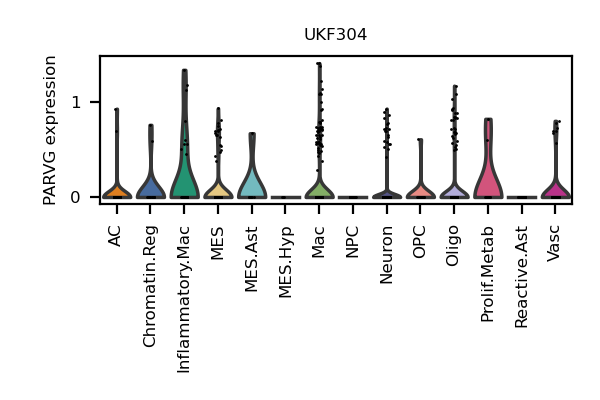 UKF304
PARVG expression
1
0
AC
Chromatin.Reg
Inflammatory.Mac
MES
MES.Ast
MES.Hyp
Mac
NPC
Neuron
OPC
Oligo
Prolif.Metab
Reactive.Ast
Vasc